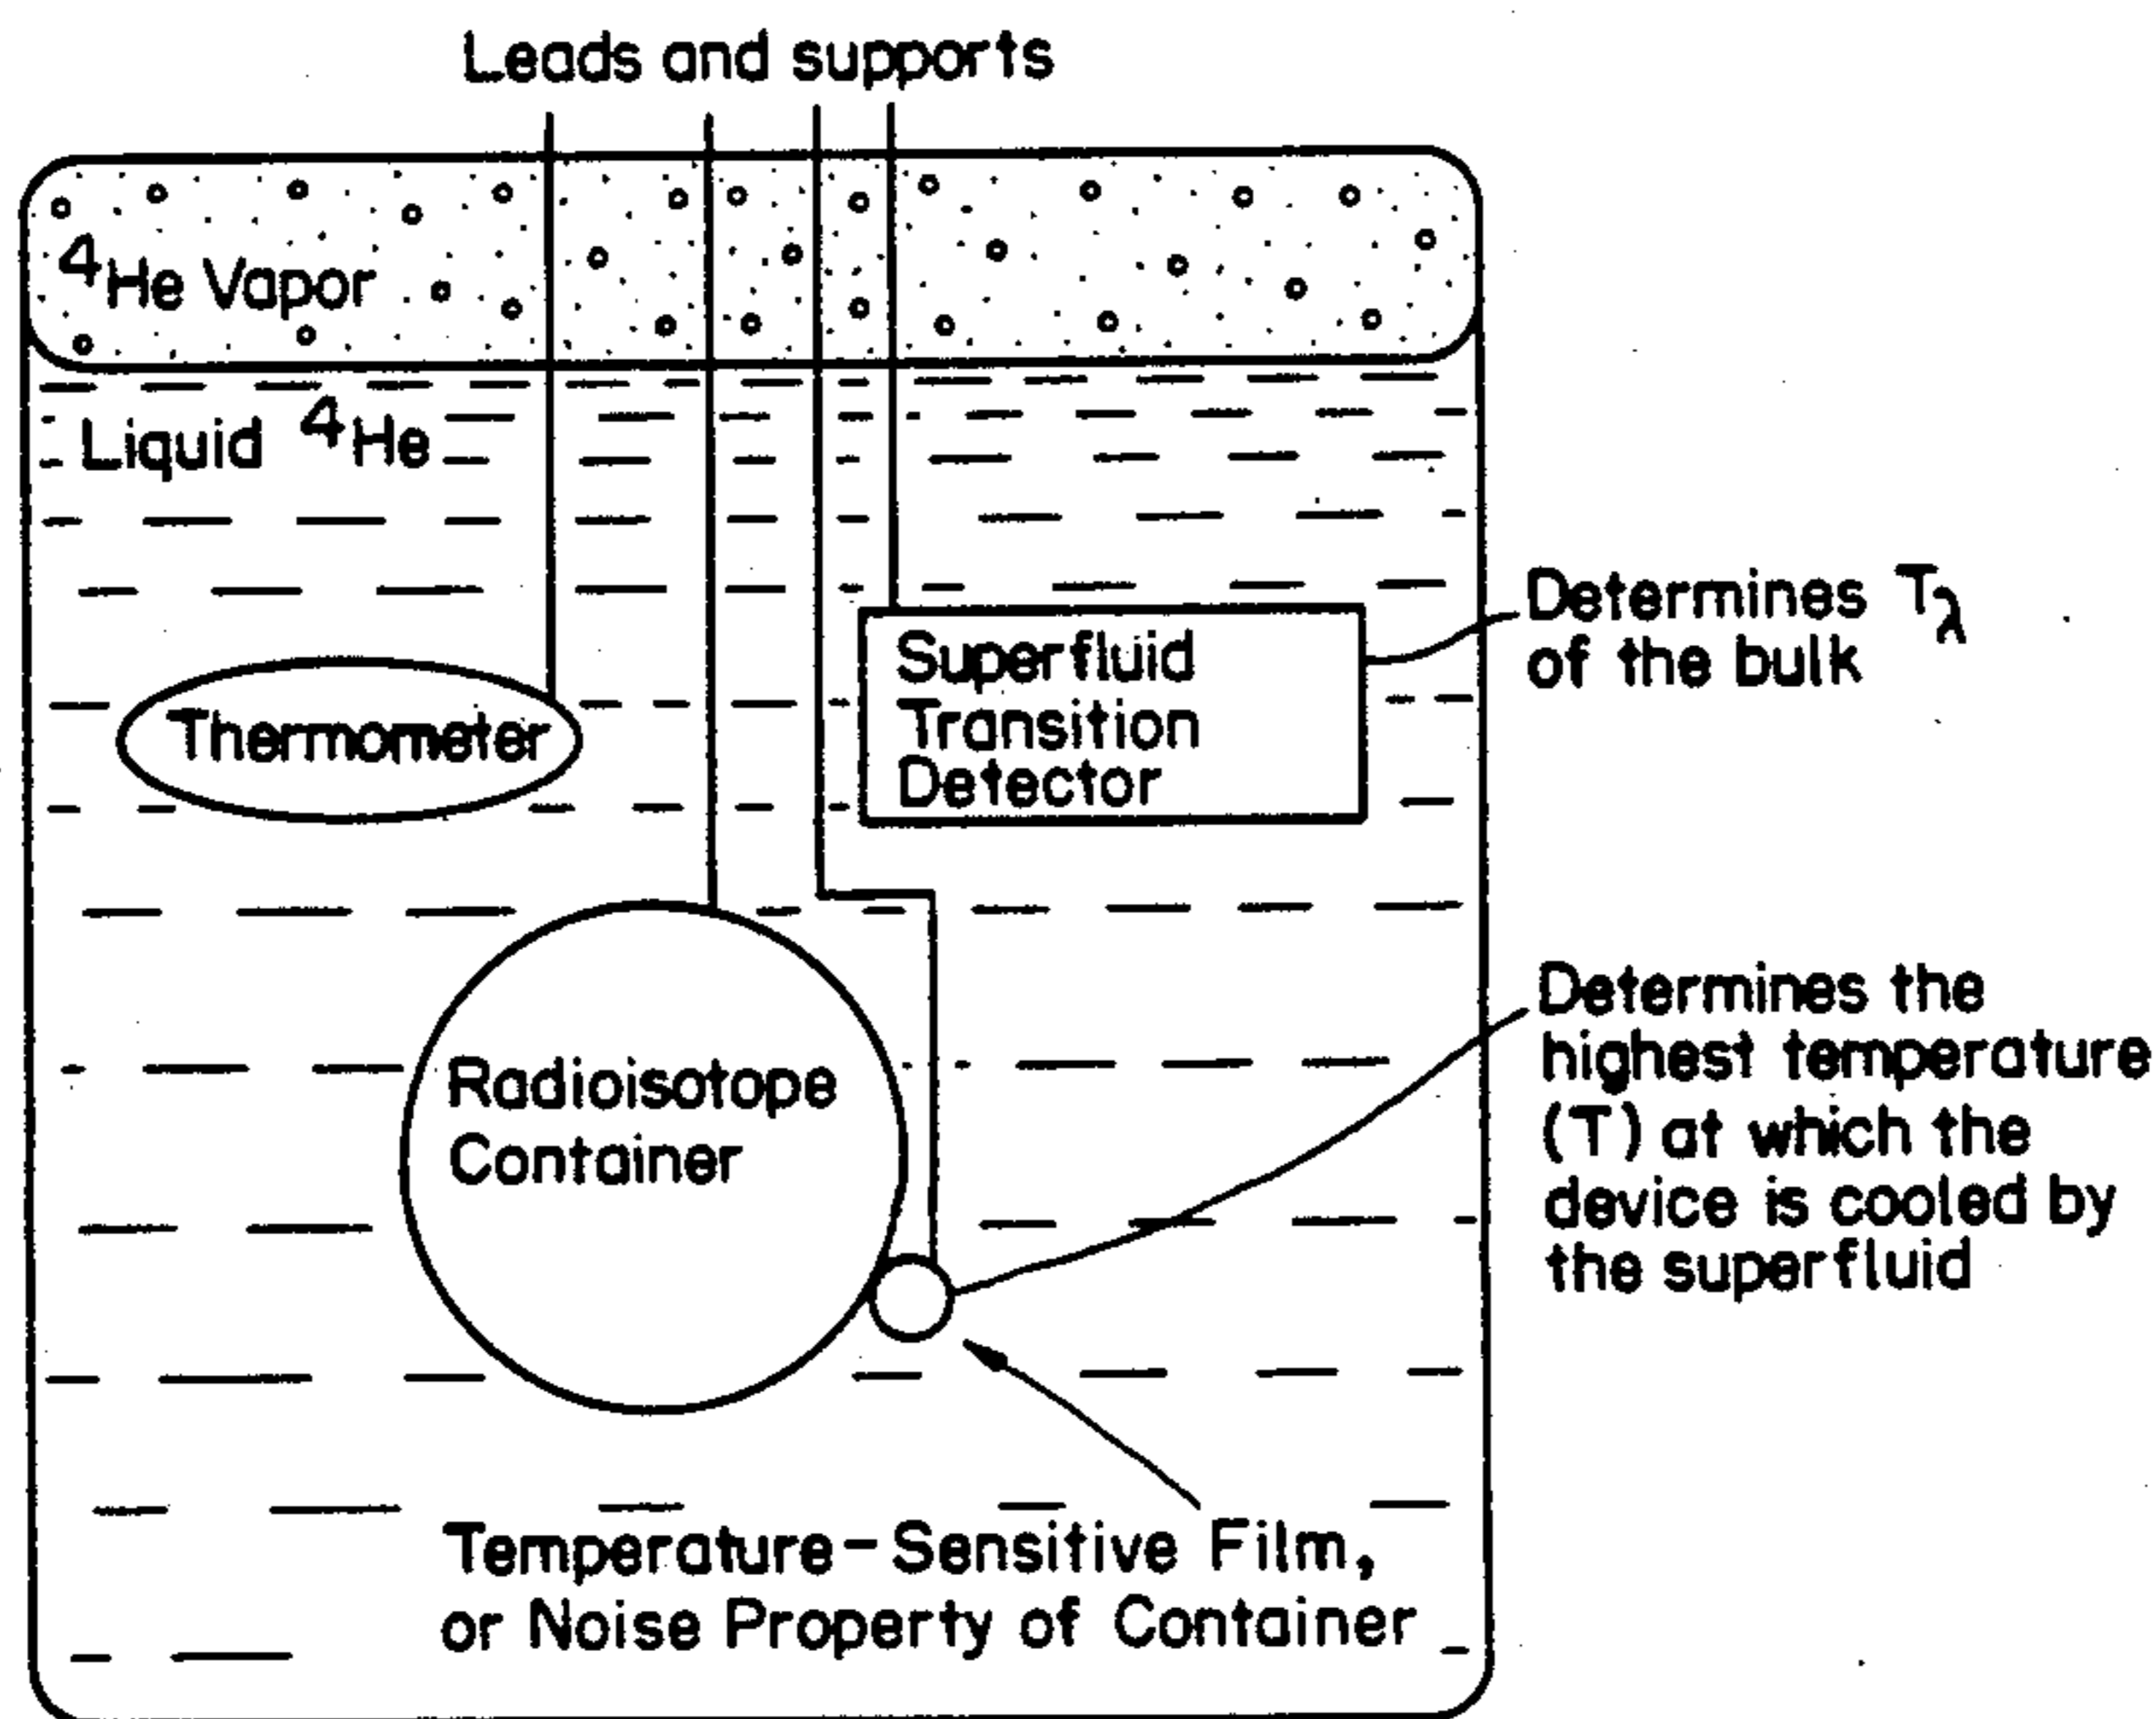 Leads and supports
⁴He Vapor
Liquid ⁴He
Thermometer
Superfluid
Transition
Detector
Determines Tλ
of the bulk
Radioisotope
Container
Determines the
highest temperature
(T) at which the
device is cooled by
the superfluid
Temperature-Sensitive Film,
or Noise Property of Container